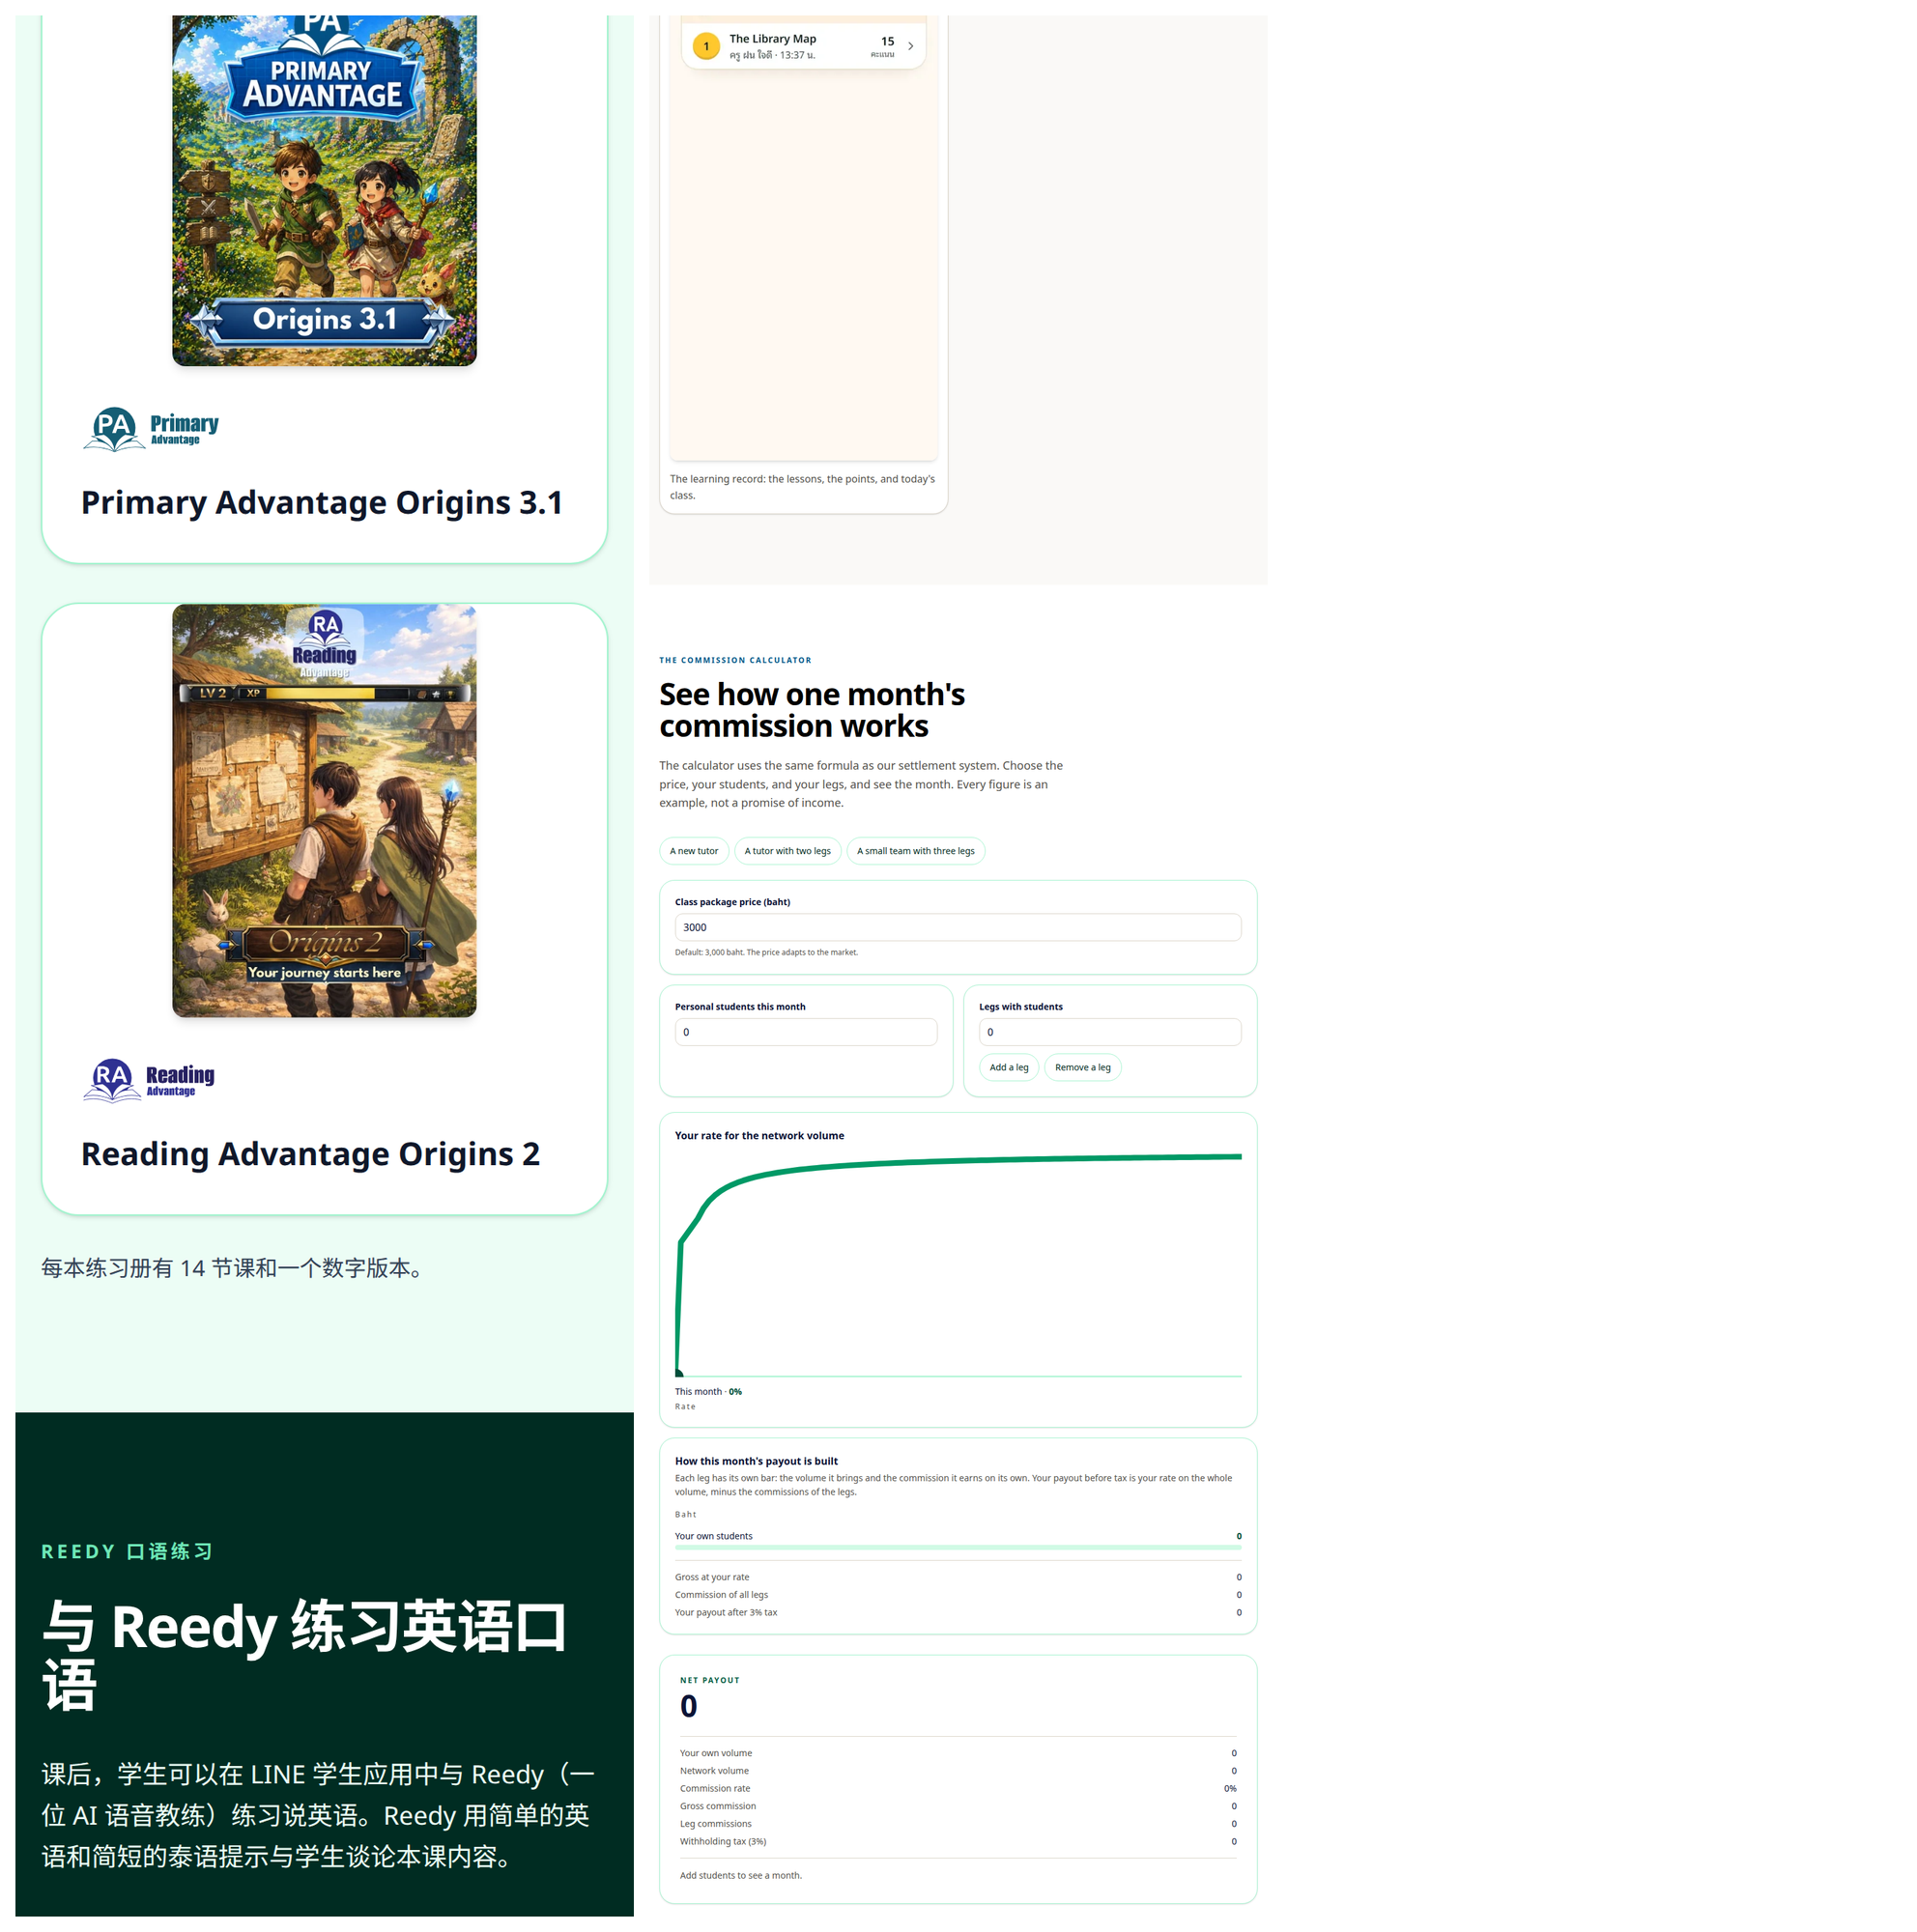 PA
PRIMARY
ADVANTAGE
Origins 3.1
PA Primary
Advantage
Primary Advantage Origins 3.1
RA
Reading
Advantage
LV 2 XP
Origins 2
Your journey starts here
RA Reading
Advantage
Reading Advantage Origins 2
每本练习册有 14 节课和一个数字版本。
REEDY 口语练习
与 Reedy 练习英语口
语
课后，学生可以在 LINE 学生应用中与 Reedy（一
位 AI 语音教练）练习说英语。Reedy 用简单的英
语和简短的泰语提示与学生谈论本课内容。
1 The Library Map 15
ครู ฝน ใจดี · 13:37 น. คะแนน
The learning record: the lessons, the points, and today's
class.
THE COMMISSION CALCULATOR
See how one month's
commission works
The calculator uses the same formula as our settlement system. Choose the
price, your students, and your legs, and see the month. Every figure is an
example, not a promise of income.
A new tutor A tutor with two legs A small team with three legs
Class package price (baht)
3000
Default: 3,000 baht. The price adapts to the market.
Personal students this month
0
Legs with students
0
Add a leg Remove a leg
Your rate for the network volume
This month · 0%
Rate
How this month's payout is built
Each leg has its own bar: the volume it brings and the commission it earns on its own. Your payout before tax is your rate on the whole
volume, minus the commissions of the legs.
Baht
Your own students 0
Gross at your rate 0
Commission of all legs 0
Your payout after 3% tax 0
NET PAYOUT
0
Your own volume 0
Network volume 0
Commission rate 0%
Gross commission 0
Leg commissions 0
Withholding tax (3%) 0
Add students to see a month.